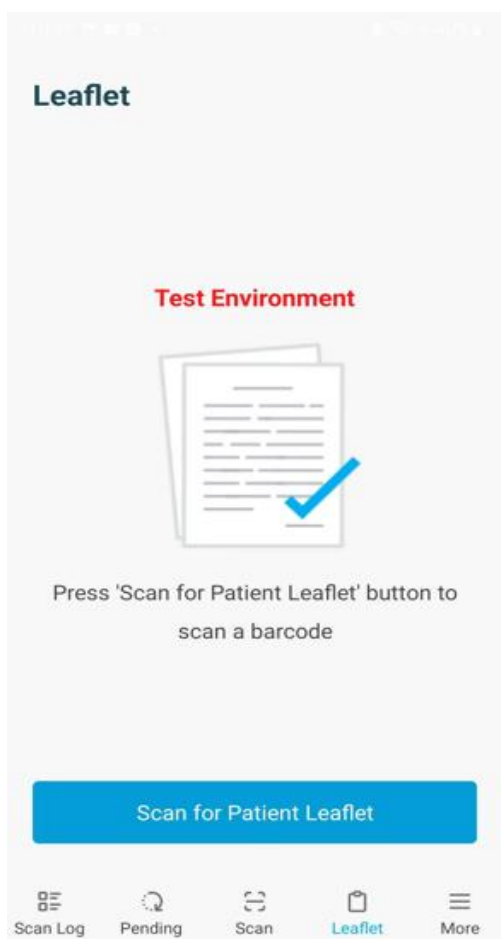 Leaflet
Test Environment
Press 'Scan for Patient Leaflet' button to
scan a barcode
Scan for Patient Leaflet
Scan Log Pending Scan Leaflet More